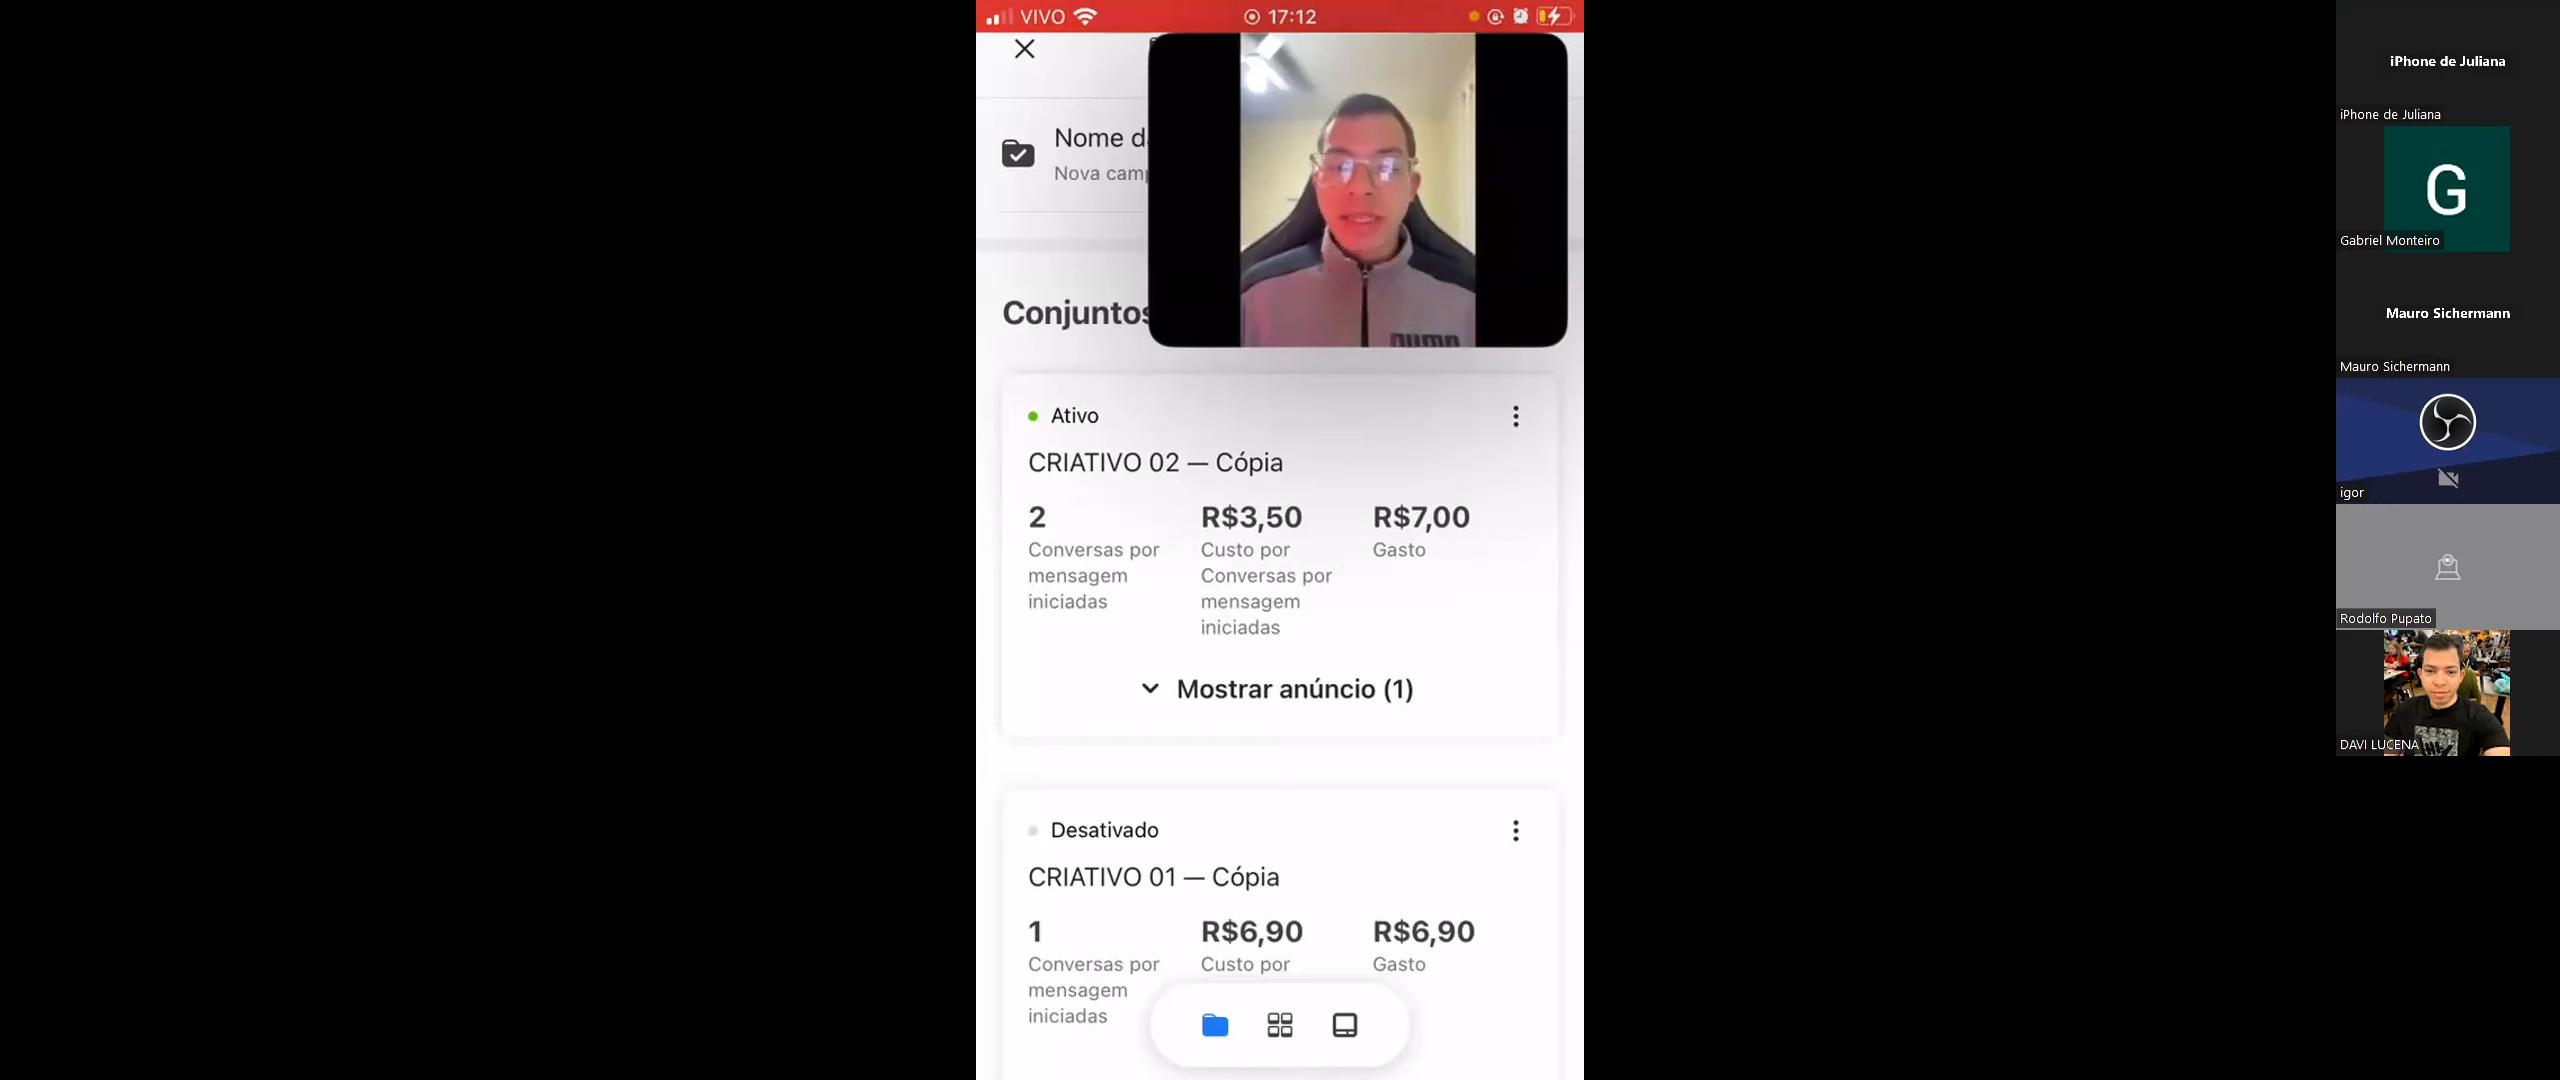 VIVO
17:12
Nome d
Nova cam
Conjuntos
Ativo
CRIATIVO 02 — Cópia
2
R$3,50
R$7,00
Conversas por
mensagem
iniciadas
Custo por
Conversas por
mensagem
iniciadas
Gasto
Mostrar anúncio (1)
Desativado
CRIATIVO 01 — Cópia
1
R$6,90
R$6,90
Conversas por
mensagem
iniciadas
Custo por
Gasto
PUMA
iPhone de Juliana
iPhone de Juliana
G
Gabriel Monteiro
Mauro Sichermann
Mauro Sichermann
igor
Rodolfo Pupato
DAVI LUCENA